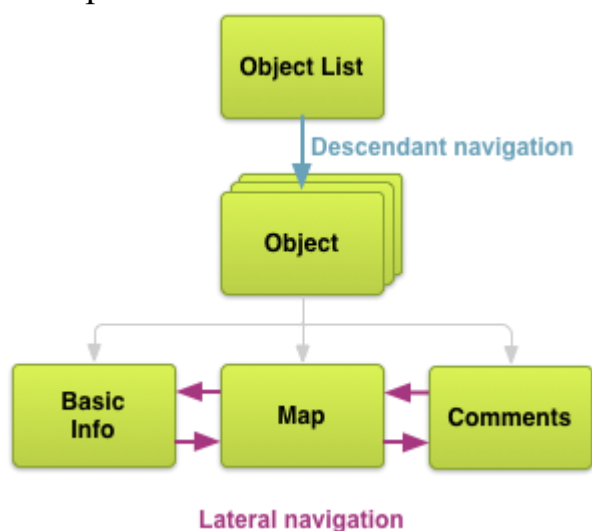 Object List
Descendant navigation
Object
Basic
Info
Map
Comments
Lateral navigation